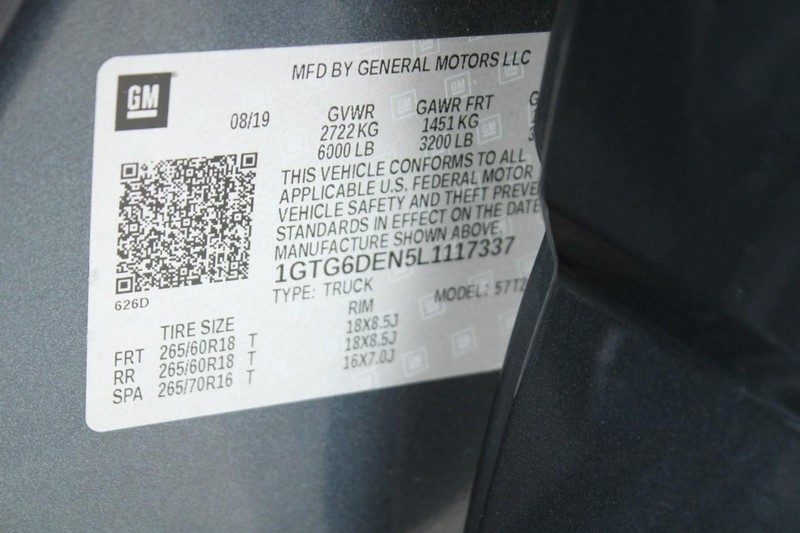 GM
MFD BY GENERAL MOTORS LLC
08/19
GVWR GAWR FRT
2722 KG 1451 KG
6000 LB 3200 LB
THIS VEHICLE CONFORMS TO ALL
APPLICABLE U.S. FEDERAL MOTOR
VEHICLE SAFETY AND THEFT PREVE
STANDARDS IN EFFECT ON THE DATE
MANUFACTURE SHOWN ABOVE.
1GTG6DEN5L1117337
TYPE: TRUCK MODEL: 57T2
626D
TIRE SIZE RIM
FRT 265/60R18 T 18X8.5J
RR 265/60R18 T 18X8.5J
SPA 265/70R16 T 16X7.0J